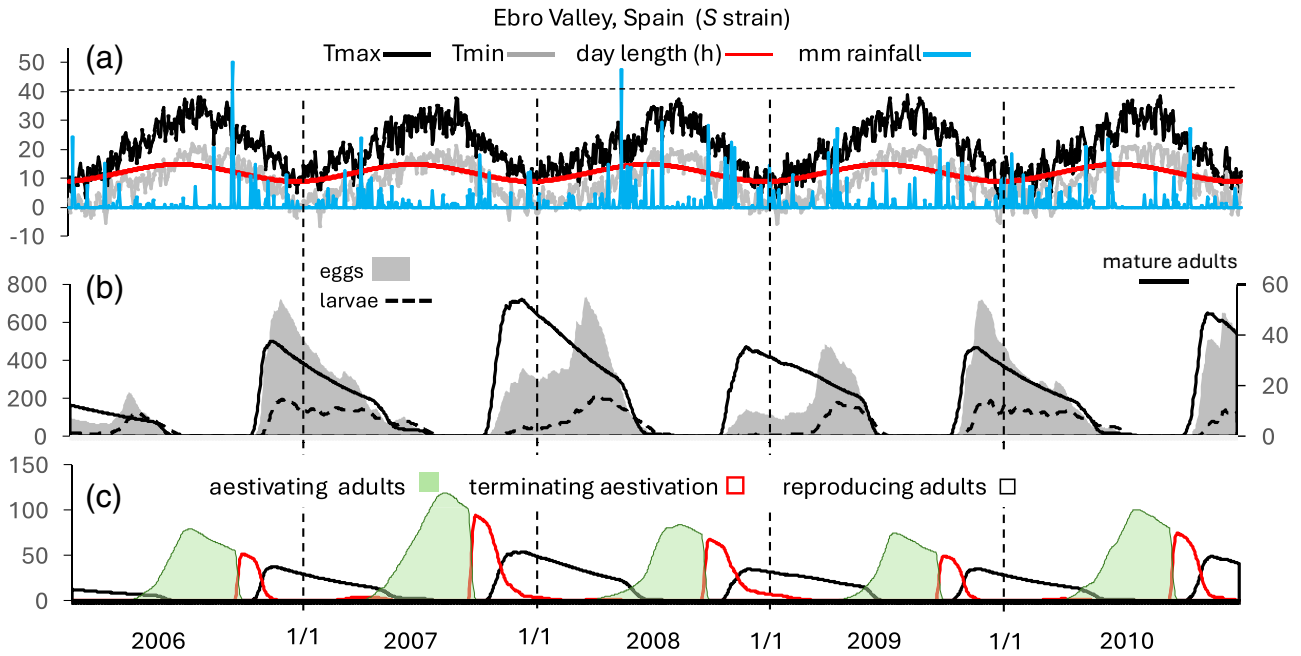 Ebro Valley, Spain (S strain)
(a) Tmax Tmin day length (h) mm rainfall
50
40
30
20
10
0
-10
(b) eggs mature adults
larvae
800 60
600
400 40
200 20
0 0
(c) aestivating adults terminating aestivation reproducing adults
150
100
50
0
2006 1/1 2007 1/1 2008 1/1 2009 1/1 2010